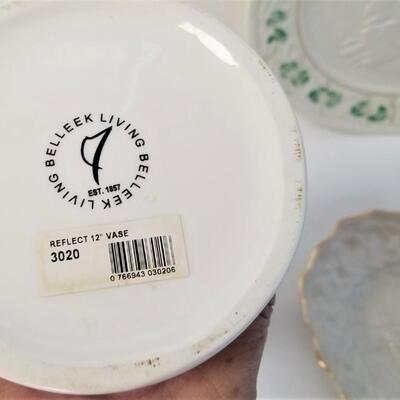 BELLEEK LIVING BELLEEK LIVING
EST. 1857
REFLECT 12" VASE
3020
0 766943 030206